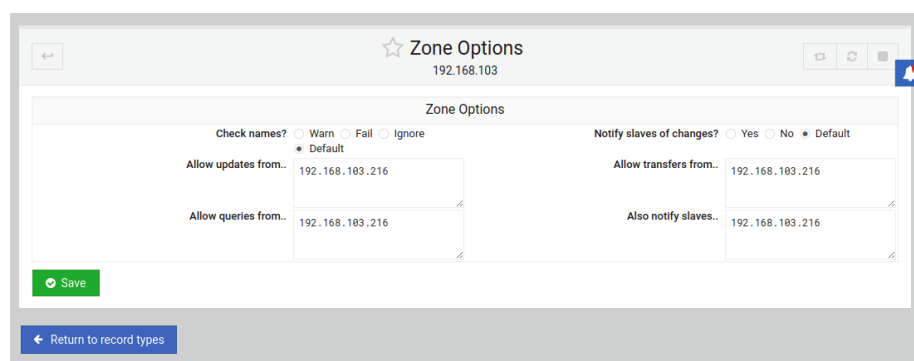 Zone Options
192.168.103
Zone Options
Check names? Warn Fail Ignore
Default
Notify slaves of changes? Yes No Default
Allow updates from.. 192.168.103.216
Allow transfers from.. 192.168.103.216
Allow queries from.. 192.168.103.216
Also notify slaves.. 192.168.103.216
Save
Return to record types